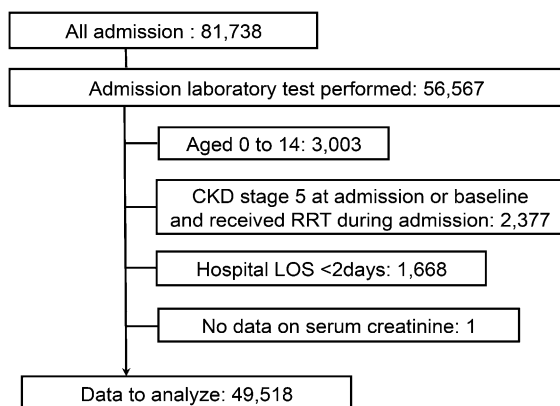 All admission : 81,738
Admission laboratory test performed: 56,567
Aged 0 to 14: 3,003
CKD stage 5 at admission or baseline
and received RRT during admission: 2,377
Hospital LOS <2days: 1,668
No data on serum creatinine: 1
Data to analyze: 49,518